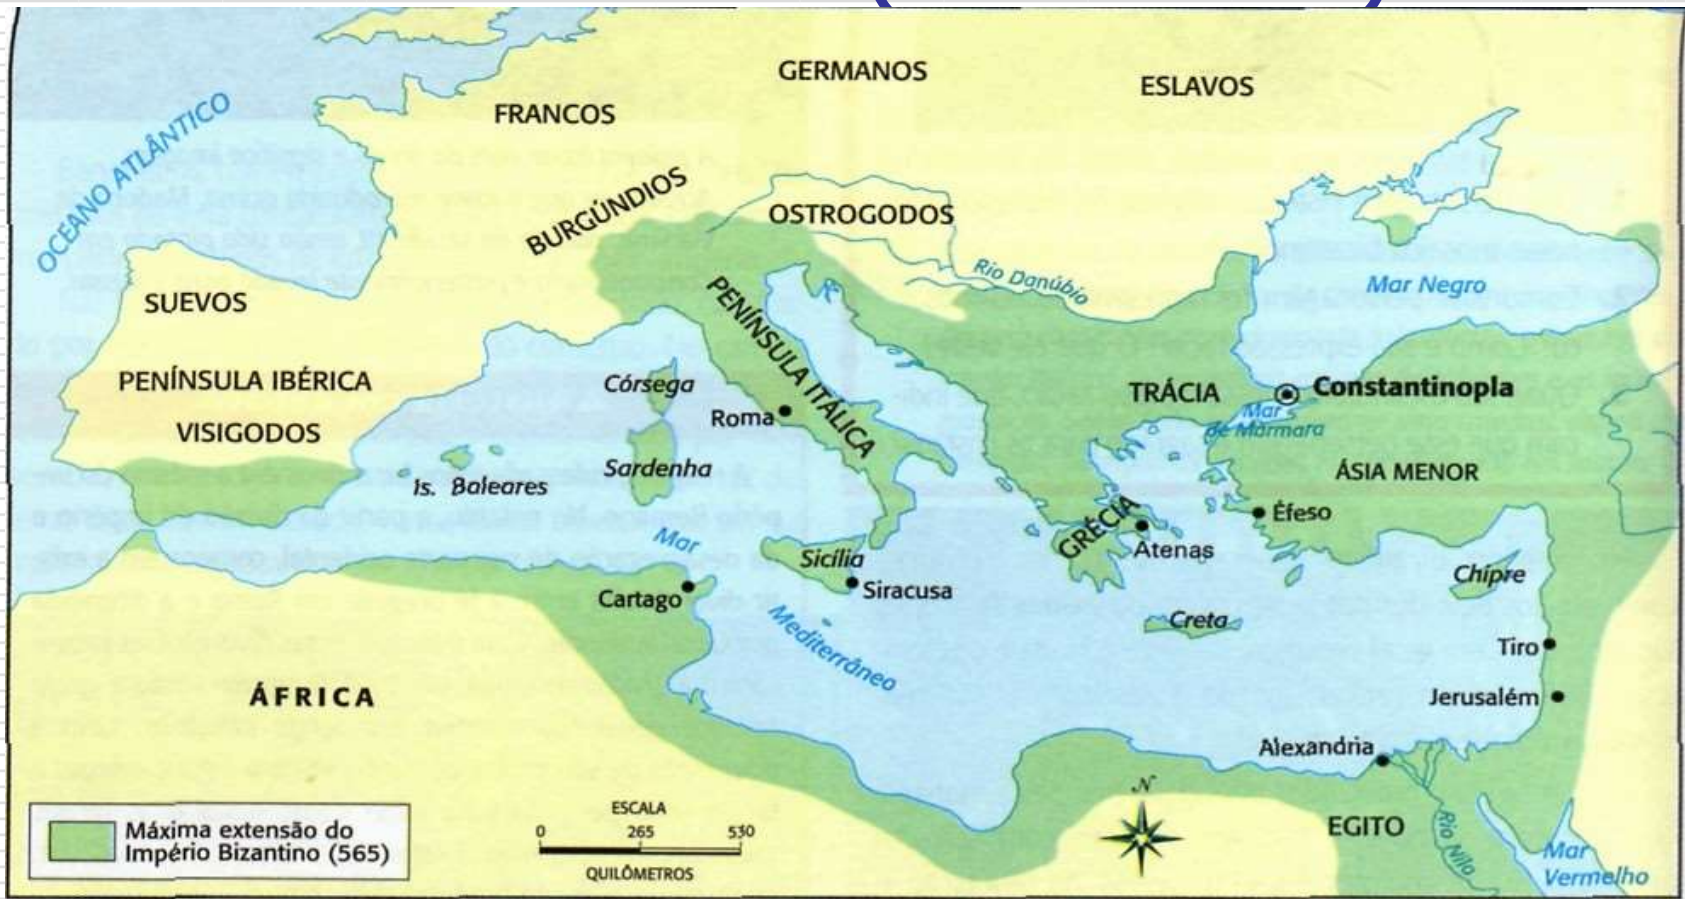 GERMANOS
ESLAVOS
FRANCOS
OCEANO ATLÂNTICO
BURGÚNDIOS
OSTROGODOS
Rio Danúbio
Mar Negro
SUEVOS
PENÍNSULA IBÉRICA
VISIGODOS
PENÍNSULA ITÁLICA
Córsega
Roma
TRÁCIA
Constantinopla
Mar
de Mármara
Sardenha
Is. Baleares
ÁSIA MENOR
Éfeso
GRÉCIA
Atenas
Mar
Mediterrâneo
Sicília
Siracusa
Cartago
Chipre
Creta
Tiro
Jerusalém
ÁFRICA
Alexandria
N
EGITO
Rio Nilo
Mar
Vermelho
Máxima extensão do
Império Bizantino (565)
ESCALA
0 265 530
QUILÔMETROS